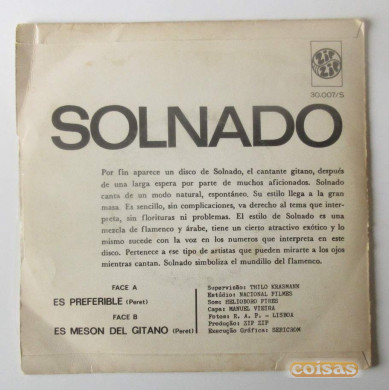 ZIP ZIP
30.007/S
SOLNADO
Por fin aparece un disco de Solnado, el cantante gitano, después
de una larga espera por parte de muchos aficionados. Solnado
canta de un modo natural, repontáneo. Su estilo llega a la gran
masa. Es sencillo, sin complicaciones, va derecho al tema que inter-
preta, sin florituras ni problemas. El estilo de Solnado es una
mezcla de flamenco y árabe, tiene un cierto atractivo exótico y lo
mismo sucede con la voz en los numeros que interpreta en este
disco. Pertenece a ese tipo de artistas que pueden mirarte a los ojos
mientras cantan. Solnado simboliza el mundillo del flamenco.
FACE A
ES PREFERIBLE (Peret)
FACE B
ES MESON DEL GITANO (Peret)
Supervisão: THILO KRASMANN
Estúdio: NACIONAL FILMES
Som: HELIODORO PIRES
Capa: MANUEL VIEIRA
Fotos: R. A. P. - LISBOA
Produção: ZIP ZIP
Execução Gráfica: SERICROM
coisas